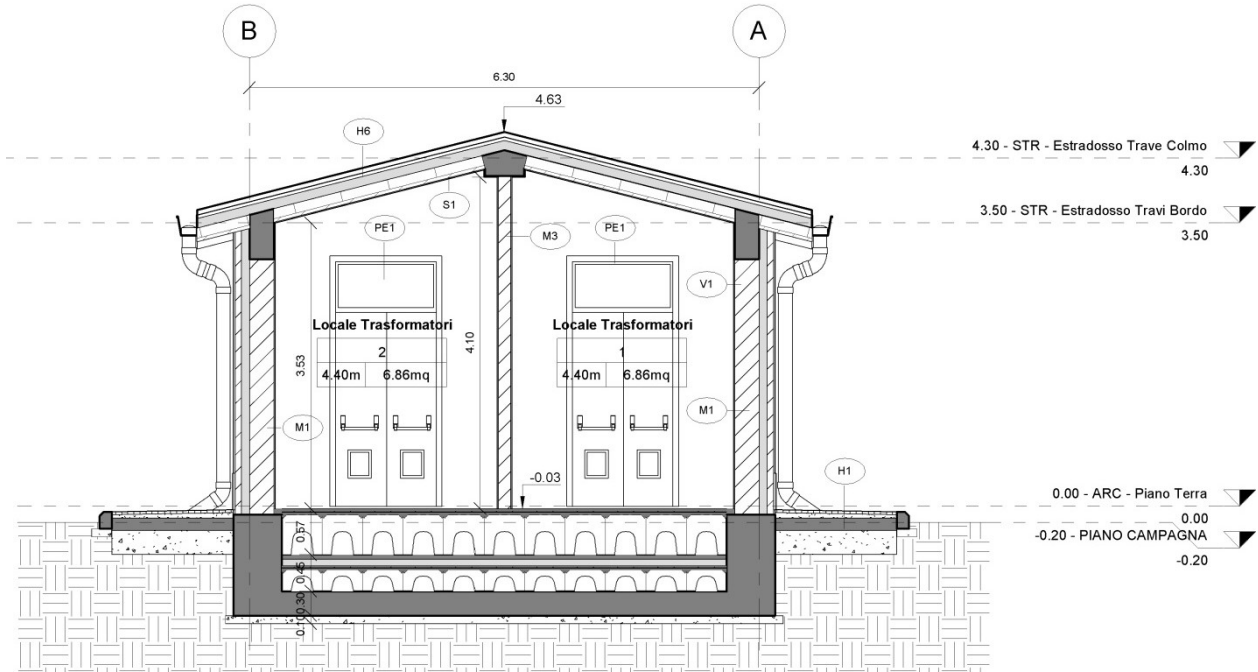 B
A
6.30
4.63
H6
4.30 - STR - Estradosso Trave Colmo
4.30
S1
3.50 - STR - Estradosso Travi Bordo
3.50
PE1
M3
PE1
V1
Locale Trasformatori
2
4.40m 6.86mq
Locale Trasformatori
1
4.40m 6.86mq
3.53
4.10
M1
M1
H1
-0.03
0.00 - ARC - Piano Terra
0.00
-0.20 - PIANO CAMPAGNA
-0.20
0.57
0.45
0.30
0.10